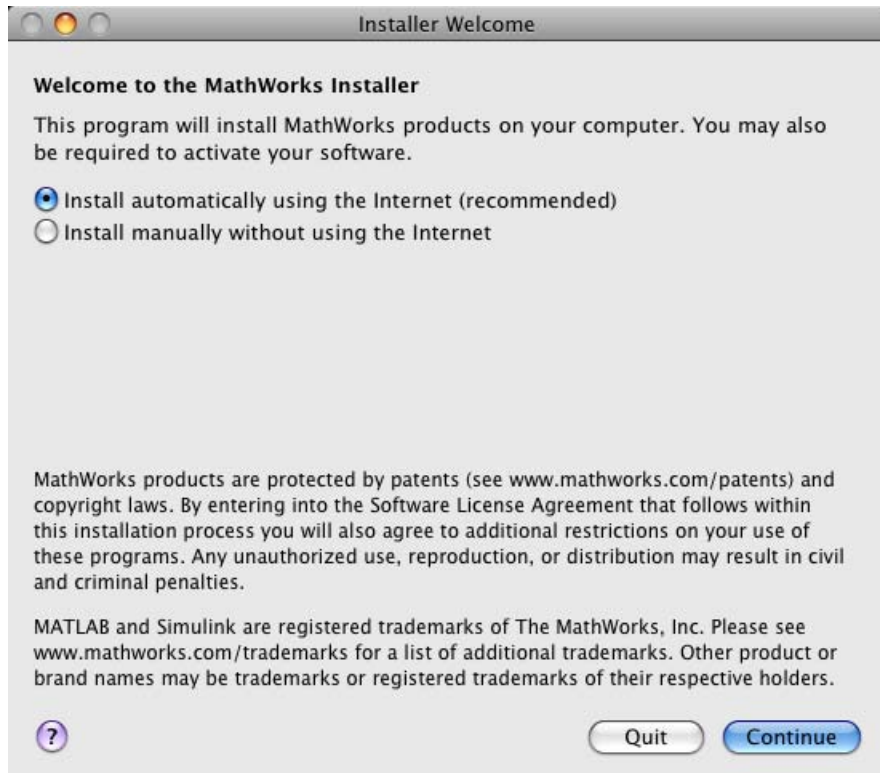 Installer Welcome
Welcome to the MathWorks Installer
This program will install MathWorks products on your computer. You may also
be required to activate your software.
Install automatically using the Internet (recommended)
Install manually without using the Internet
MathWorks products are protected by patents (see www.mathworks.com/patents) and
copyright laws. By entering into the Software License Agreement that follows within
this installation process you will also agree to additional restrictions on your use of
these programs. Any unauthorized use, reproduction, or distribution may result in civil
and criminal penalties.
MATLAB and Simulink are registered trademarks of The MathWorks, Inc. Please see
www.mathworks.com/trademarks for a list of additional trademarks. Other product or
brand names may be trademarks or registered trademarks of their respective holders.
? Quit Continue